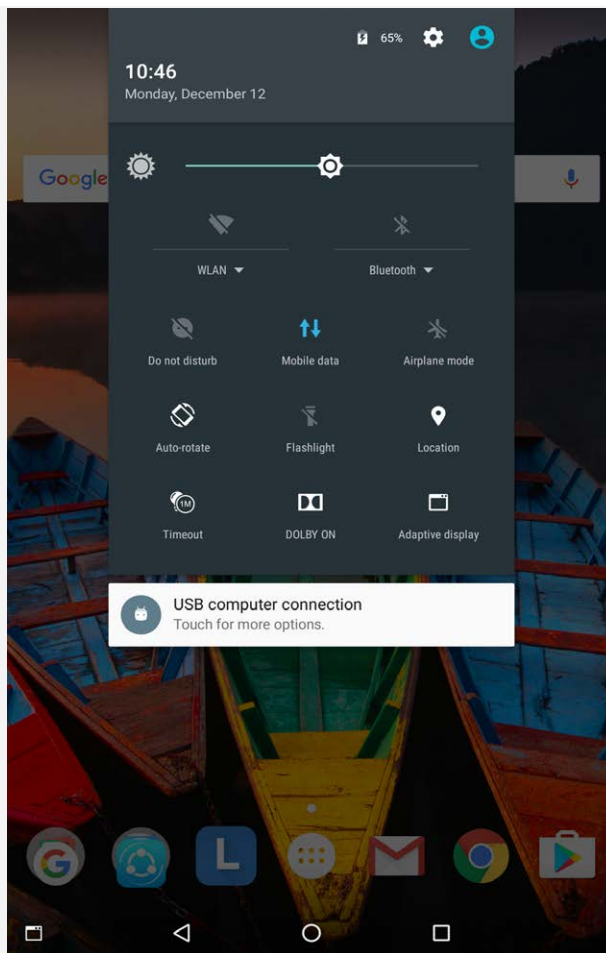 65%
10:46
Monday, December 12
Google
WLAN Bluetooth
Do not disturb Mobile data Airplane mode
Auto-rotate Flashlight Location
1M
Timeout DOLBY ON Adaptive display
USB computer connection
Touch for more options.
G L M